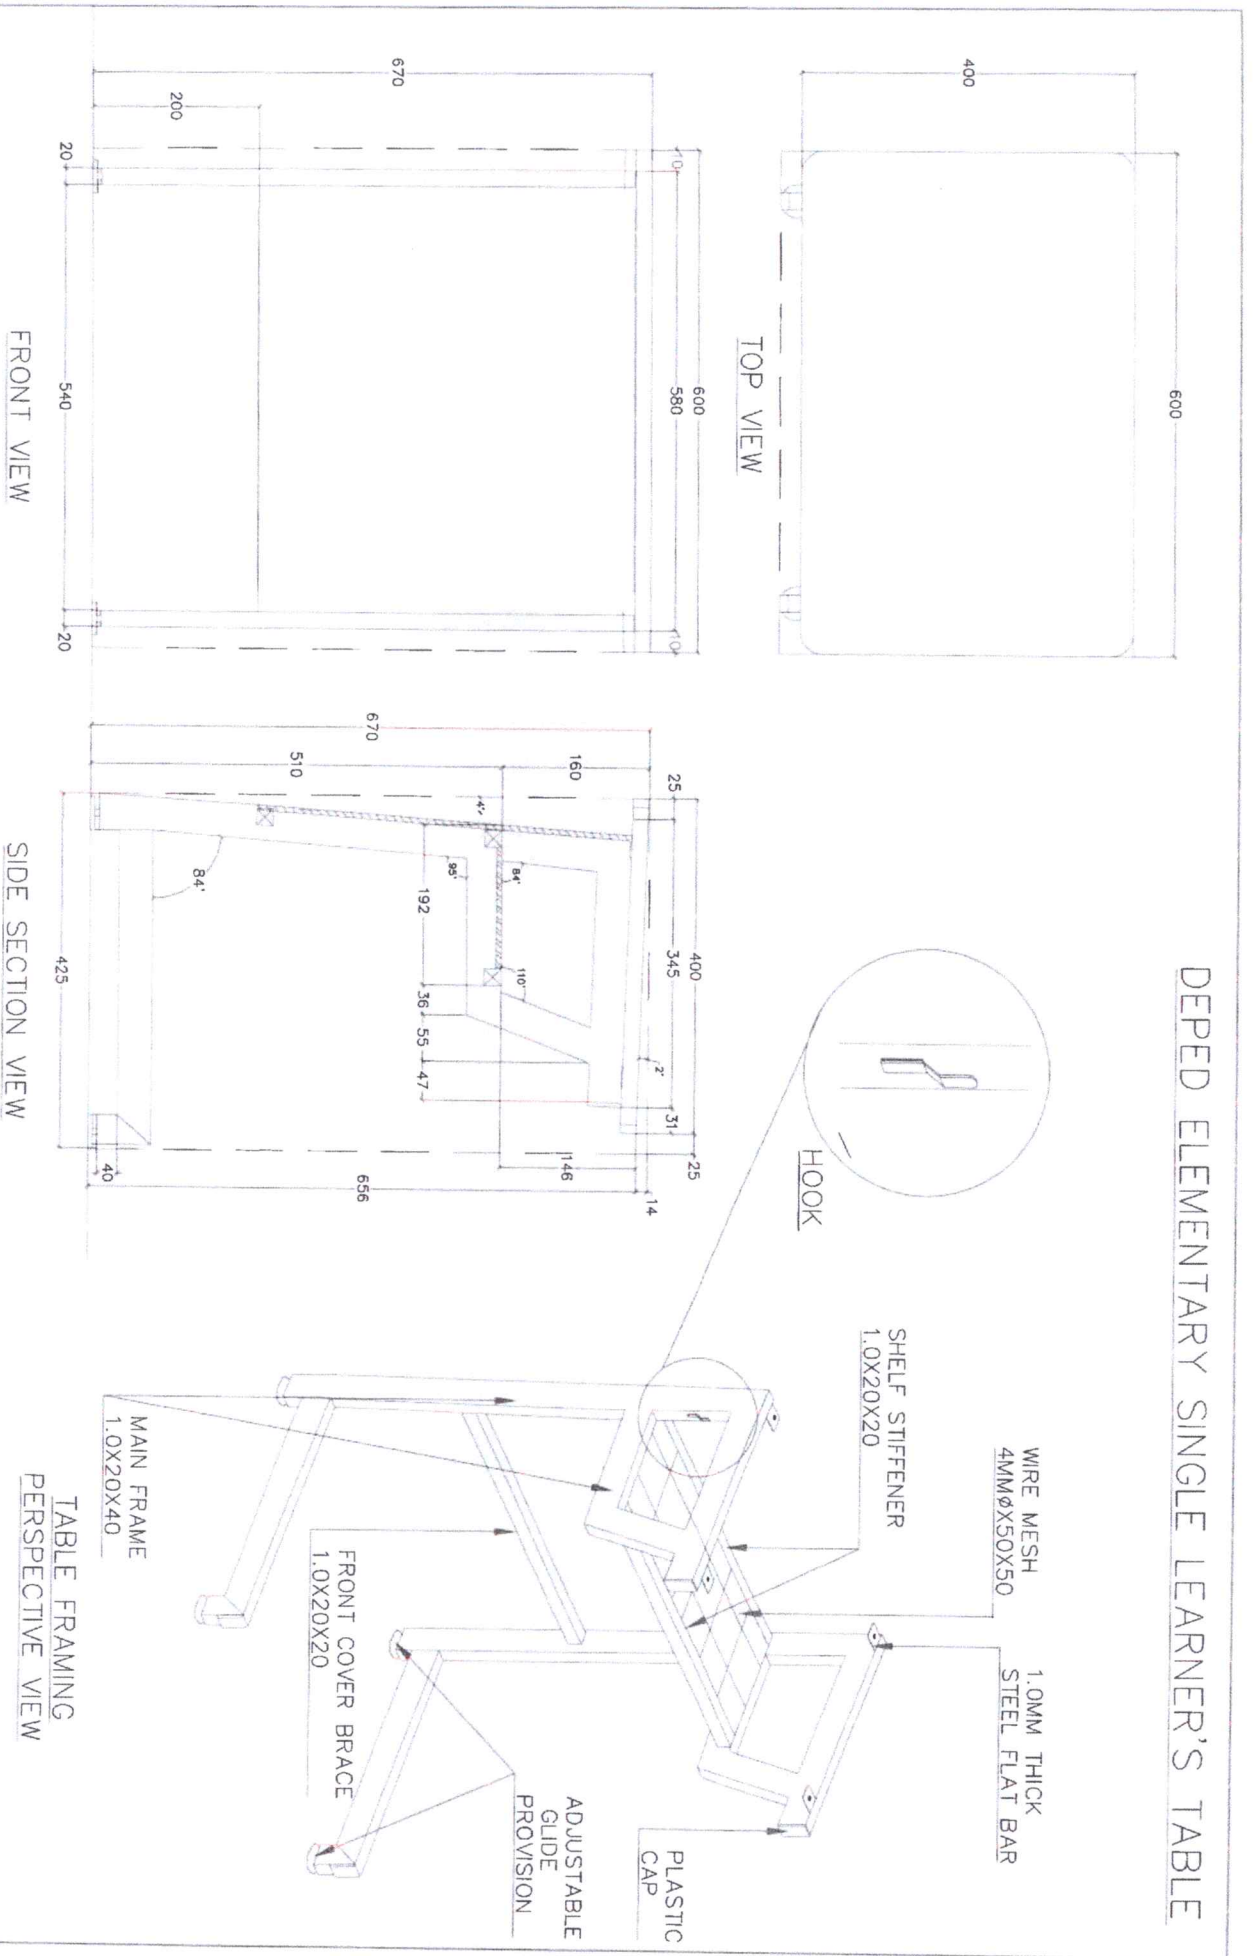 DEPED ELEMENTARY SINGLE LEARNER'S TABLE
600
400
TOP VIEW
600
10
580
10
670
200
20
540
20
FRONT VIEW
HOOK
400
25
25
345
31
2°
14
160
670
510
146
656
4°
84°
110°
95°
192
36
55
47
84°
40
425
SIDE SECTION VIEW
WIRE MESH
4MMØX50X50
1.0MM THICK
STEEL FLAT BAR
SHELF STIFFENER
1.0X20X20
PLASTIC
CAP
ADJUSTABLE
GLIDE
PROVISION
FRONT COVER BRACE
1.0X20X20
MAIN FRAME
1.0X20X40
TABLE FRAMING
PERSPECTIVE VIEW